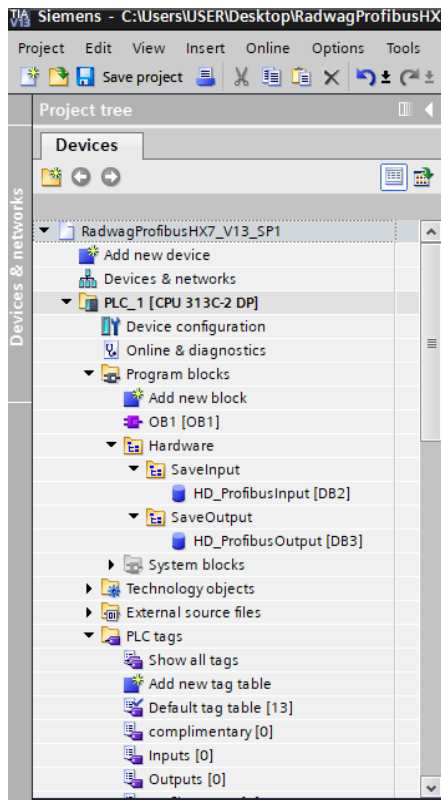 Siemens - C:\Users\USER\Desktop\RadwagProfibusHX
Project Edit View Insert Online Options Tools
Save project
Project tree
Devices
Devices & networks
RadwagProfibusHX7_V13_SP1
Add new device
Devices & networks
PLC_1 [CPU 313C-2 DP]
Device configuration
Online & diagnostics
Program blocks
Add new block
OB1 [OB1]
Hardware
SaveInput
HD_ProfibusInput [DB2]
SaveOutput
HD_ProfibusOutput [DB3]
System blocks
Technology objects
External source files
PLC tags
Show all tags
Add new tag table
Default tag table [13]
complimentary [0]
Inputs [0]
Outputs [0]